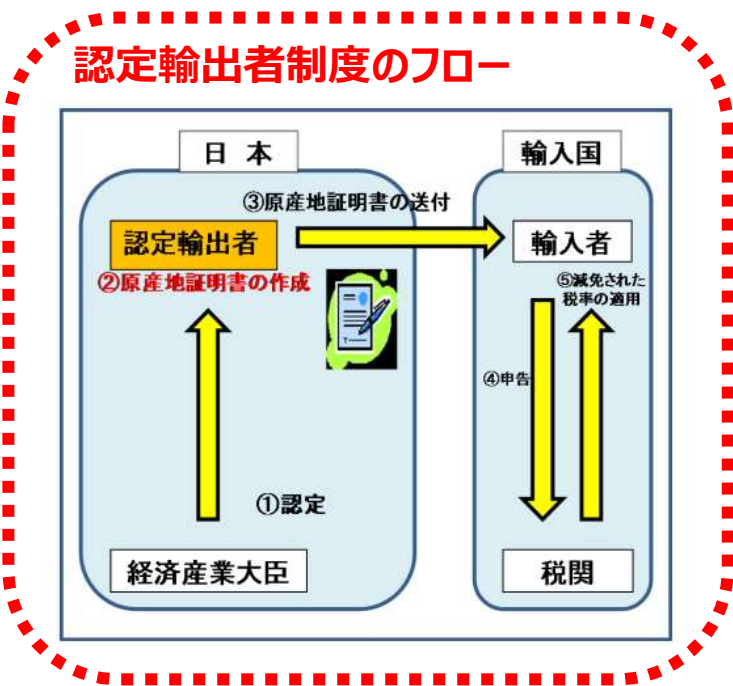 認定輸出者制度のフロー
日 本
輸入国
③原産地証明書の送付
認定輸出者
輸入者
②原産地証明書の作成
⑤減免された
税率の適用
④申告
①認定
経済産業大臣
税関